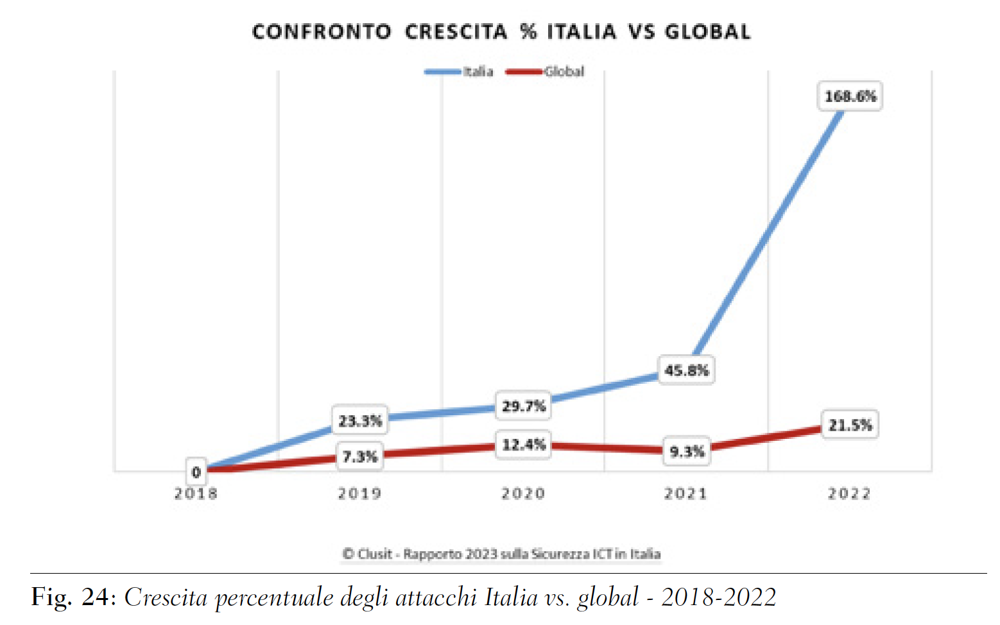 CONFRONTO CRESCITA % ITALIA VS GLOBAL
Italia Global
168.6%
45.8%
29.7%
23.3%
21.5%
12.4%
9.3%
7.3%
0
2018 2019 2020 2021 2022
© Clusit - Rapporto 2023 sulla Sicurezza ICT in Italia
Fig. 24: Crescita percentuale degli attacchi Italia vs. global - 2018-2022